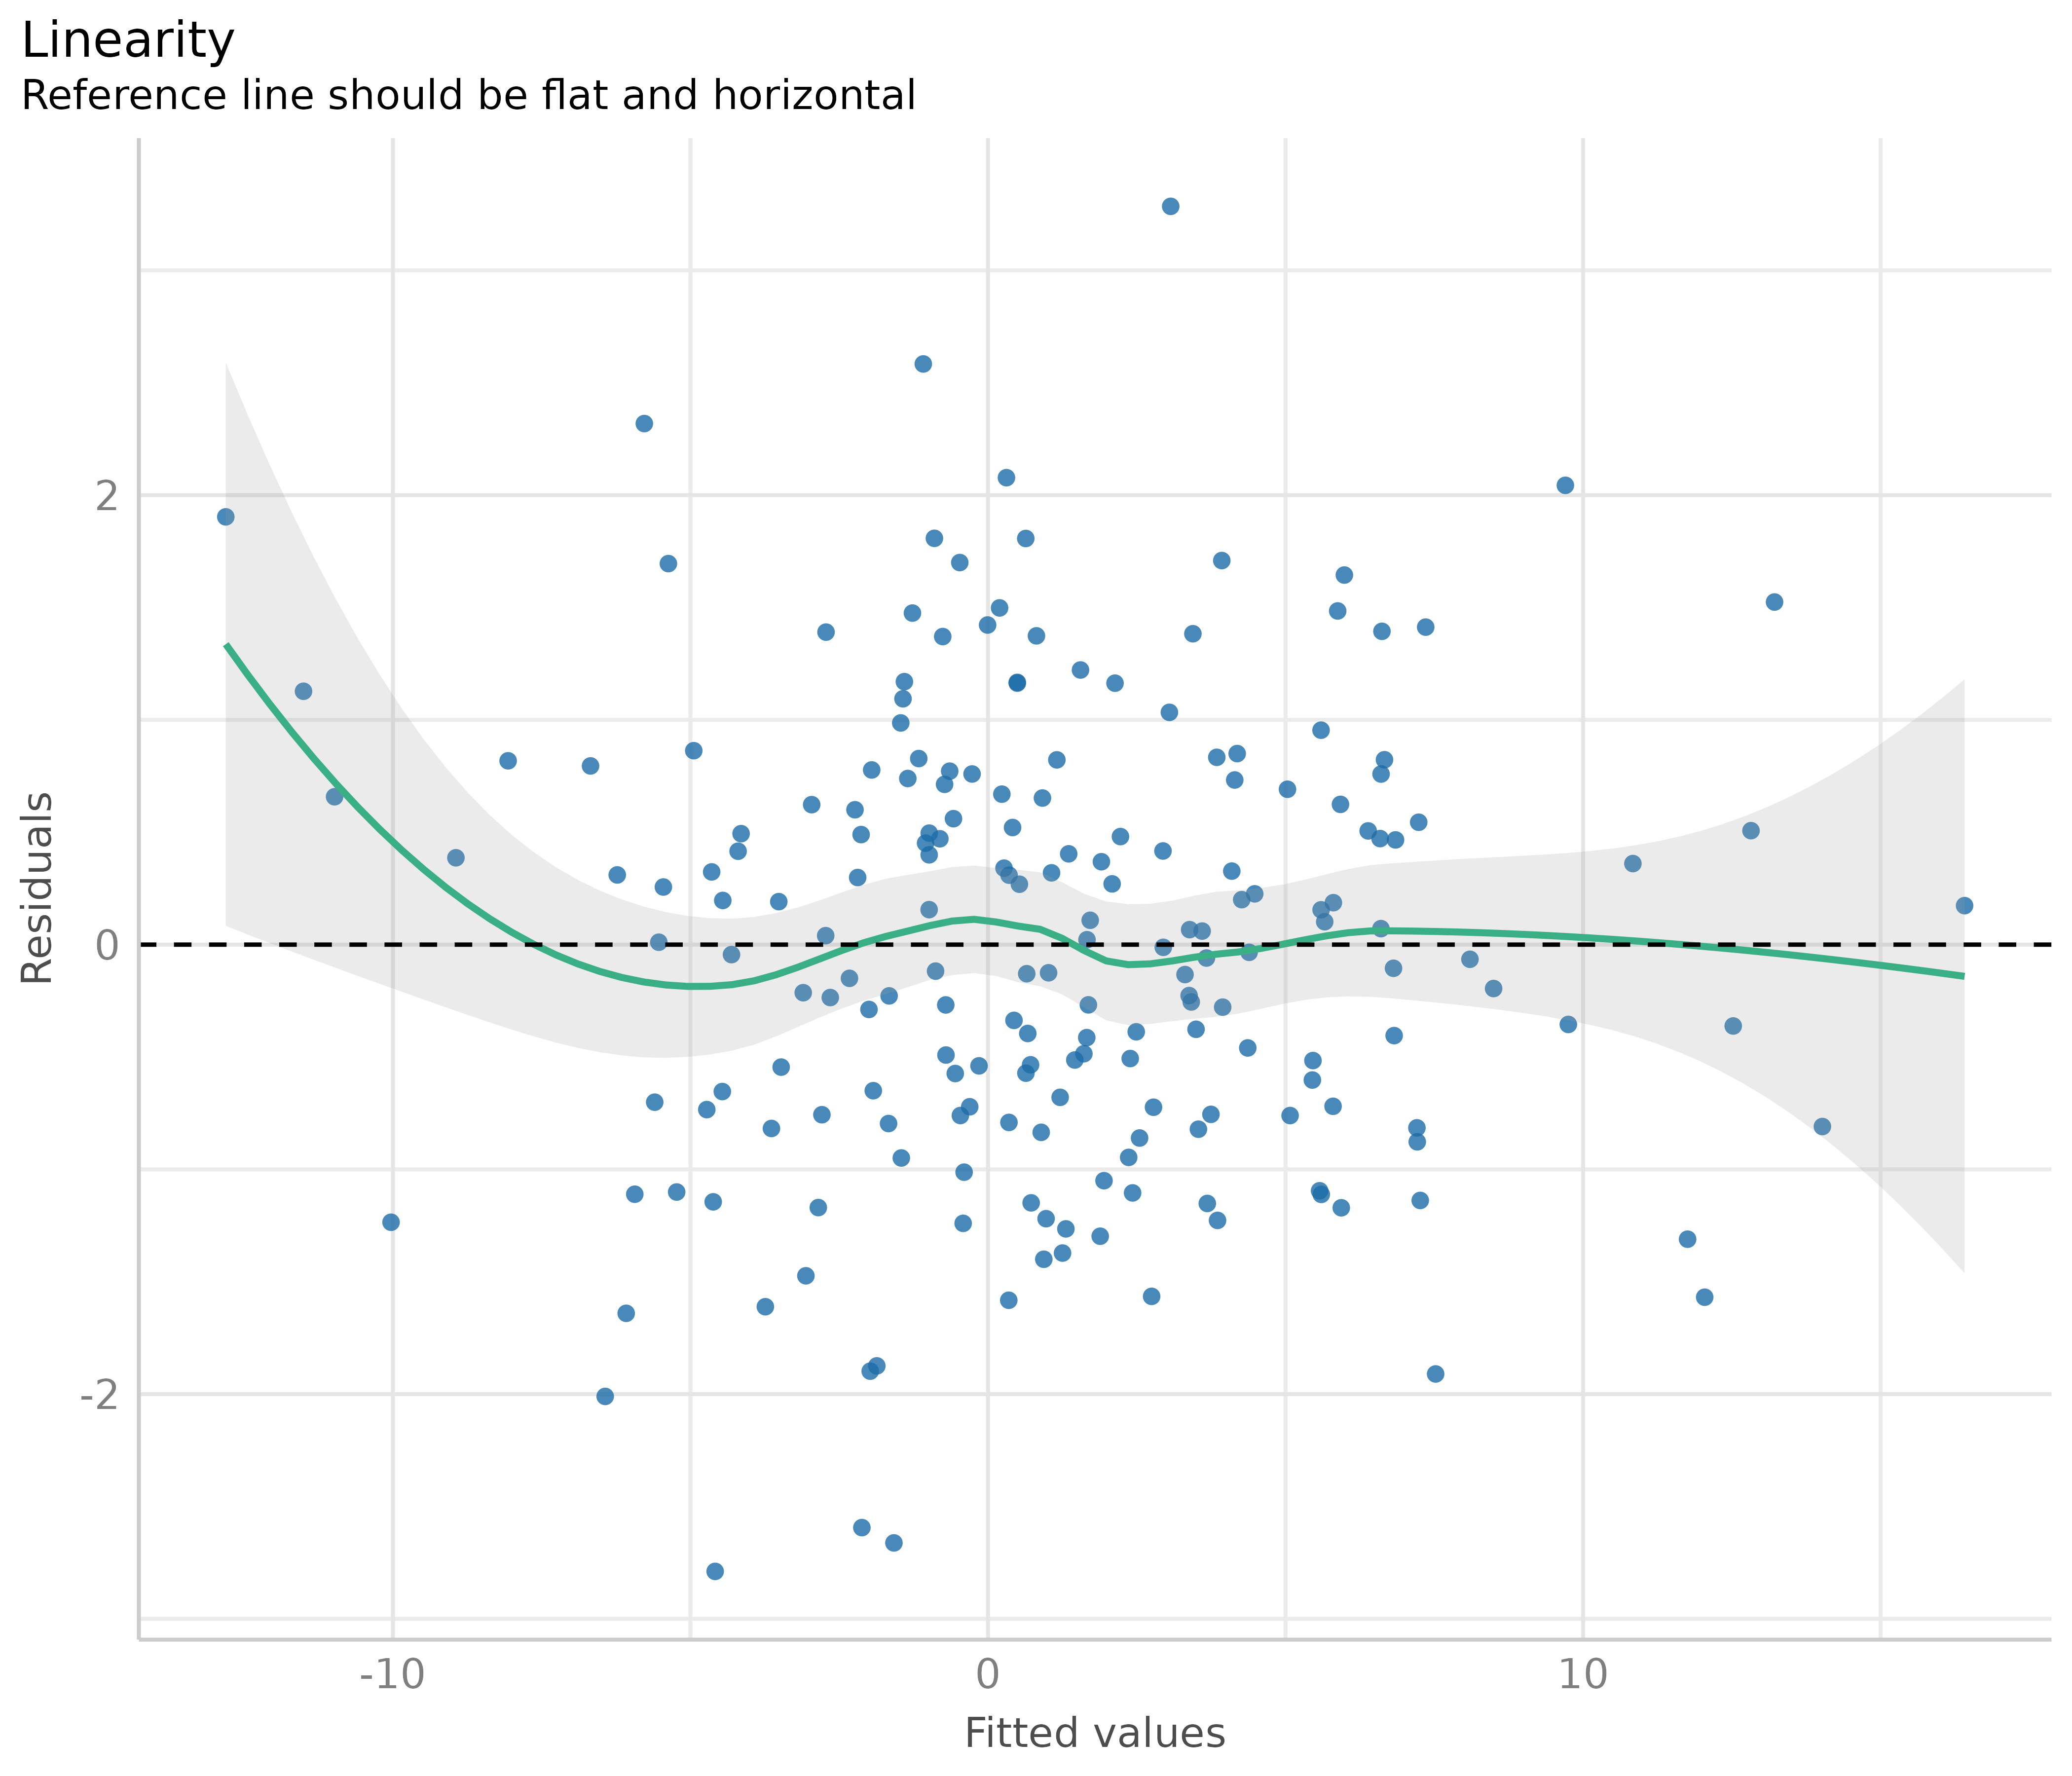 Linearity
Reference line should be flat and horizontal
Residuals
2
0
-2
-10 0 10
Fitted values